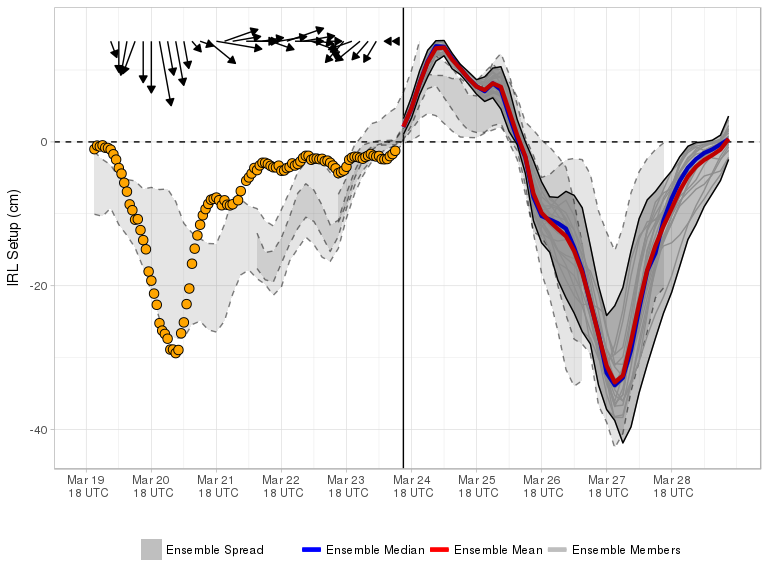 IRL Setup (cm)
0
-20
-40
Mar 19 Mar 20 Mar 21 Mar 22 Mar 23 Mar 24 Mar 25 Mar 26 Mar 27 Mar 28
18 UTC 18 UTC 18 UTC 18 UTC 18 UTC 18 UTC 18 UTC 18 UTC 18 UTC 18 UTC
Ensemble Spread Ensemble Median Ensemble Mean Ensemble Members